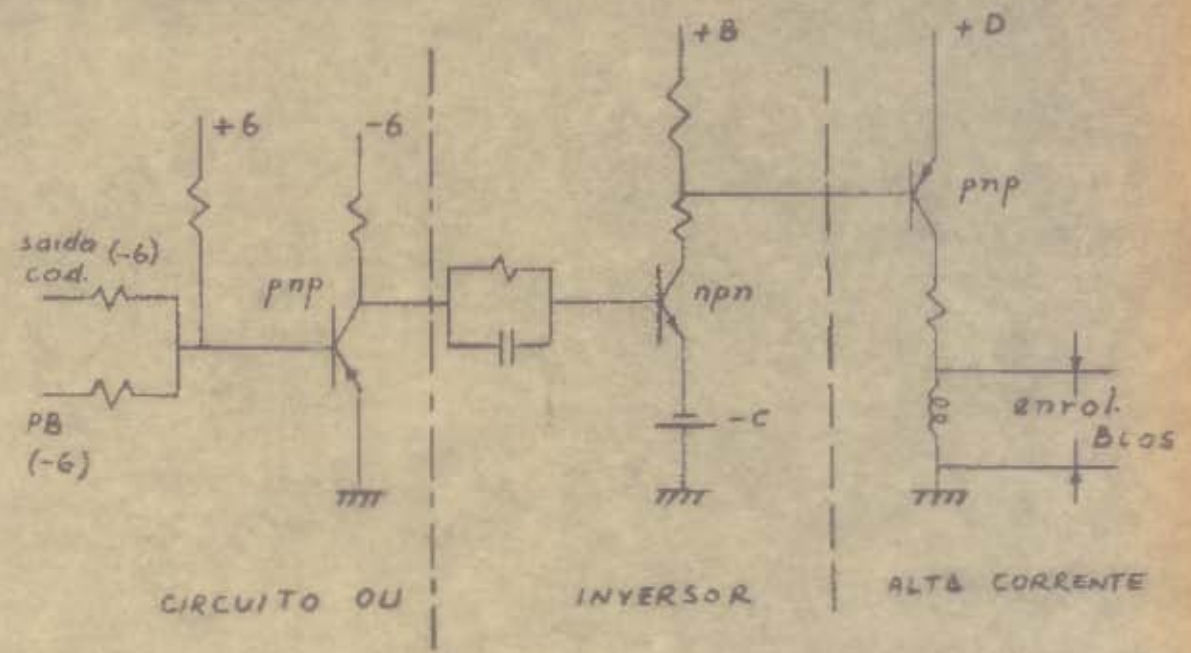 +B
+D
+6
-6
saida (-6)
cod.
pnp
pnp
npn
PB
(-6)
-C
enrol.
BLOS
CIRCUITO OU
INVERSOR
ALTA CORRENTE